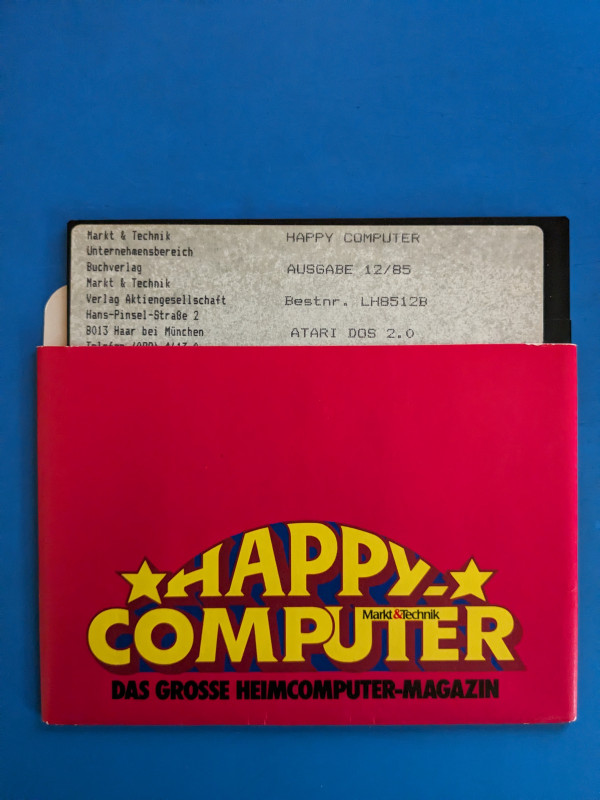 Markt & Technik
Unternehmensbereich
Buchverlag
Markt & Technik
Verlag Aktiengesellschaft
Hans-Pinsel-Straße 2
8013 Haar bei München
HAPPY COMPUTER
AUSGABE 12/85
Bestnr. LH8512B
ATARI DOS 2.0
HAPPY-
COMPUTER
Markt&Technik
DAS GROSSE HEIMCOMPUTER-MAGAZIN